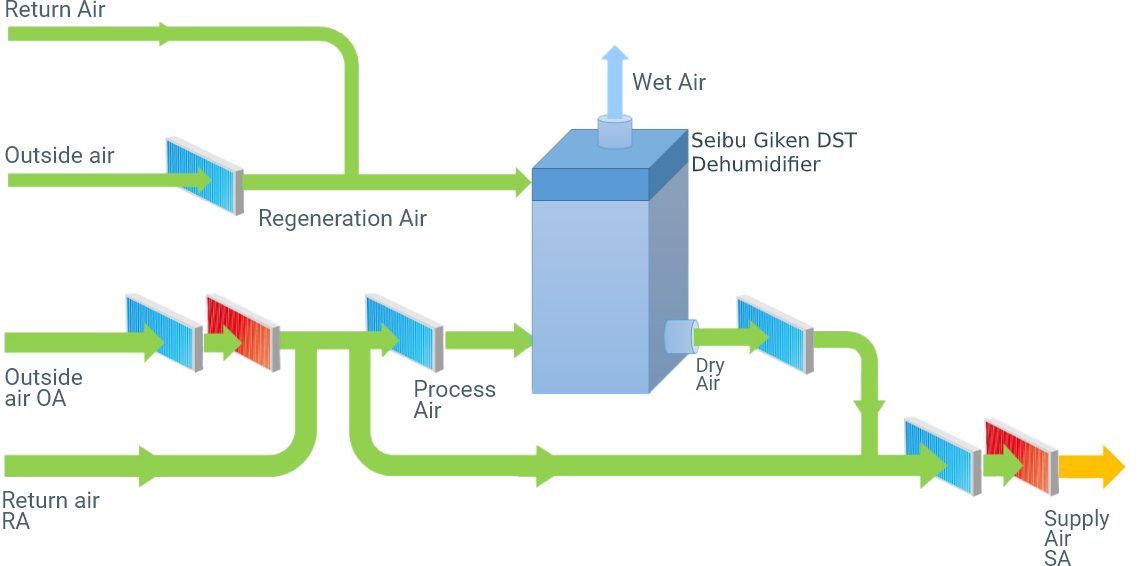 Return Air
Wet Air
Seibu Giken DST
Dehumidifier
Outside air
Regeneration Air
Outside
air OA
Process
Air
Dry
Air
Return air
RA
Supply
Air
SA